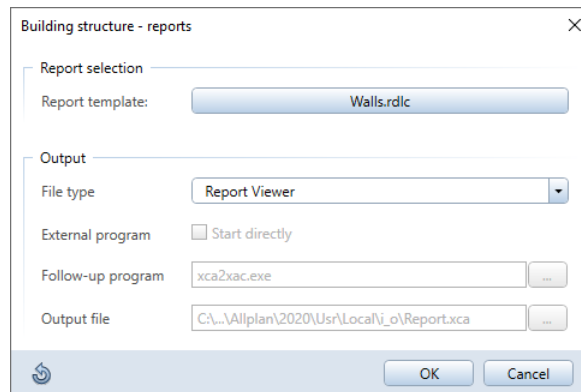 Building structure - reports
Report selection
Report template: Walls.rdlc
Output
File type Report Viewer
External program Start directly
Follow-up program xca2xac.exe ...
Output file C:\...\Allplan\2020\Usr\Local\i_o\Report.xca ...
OK Cancel